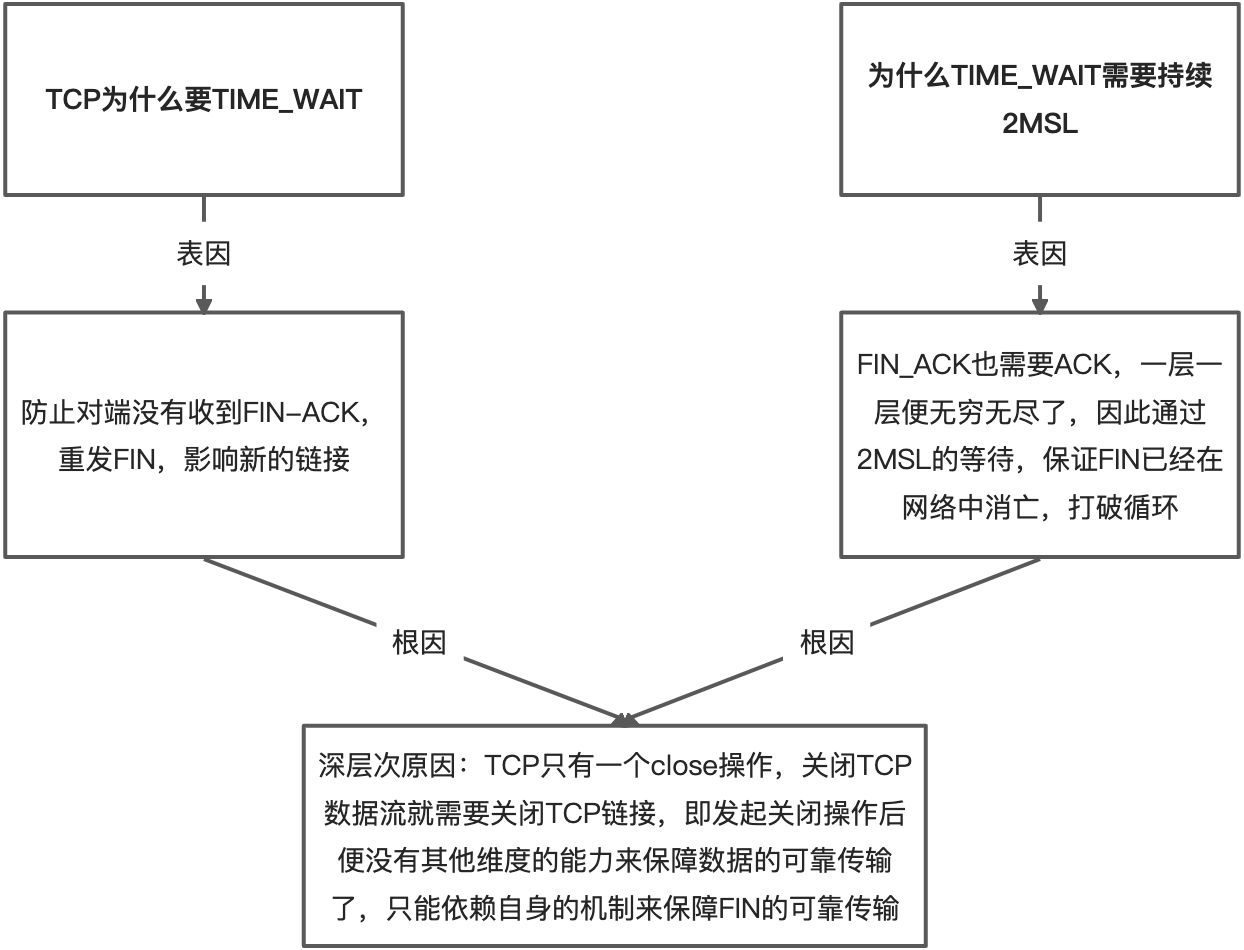 TCP为什么要TIME_WAIT
为什么TIME_WAIT需要持续
2MSL
表因
表因
防止对端没有收到FIN-ACK，
重发FIN，影响新的链接
FIN_ACK也需要ACK，一层一
层便无穷无尽了，因此通过
2MSL的等待，保证FIN已经在
网络中消亡，打破循环
根因
根因
深层次原因：TCP只有一个close操作，关闭TCP
数据流就需要关闭TCP链接，即发起关闭操作后
便没有其他维度的能力来保障数据的可靠传输
了，只能依赖自身的机制来保障FIN的可靠传输